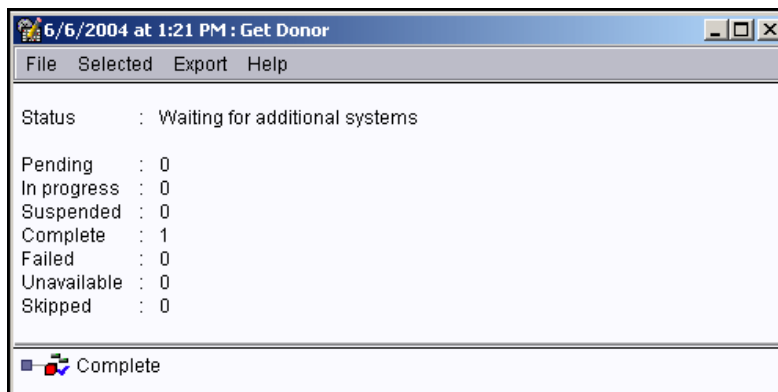 6/6/2004 at 1:21 PM : Get Donor
File Selected Export Help
Status : Waiting for additional systems
Pending : 0
In progress : 0
Suspended : 0
Complete : 1
Failed : 0
Unavailable : 0
Skipped : 0
Complete